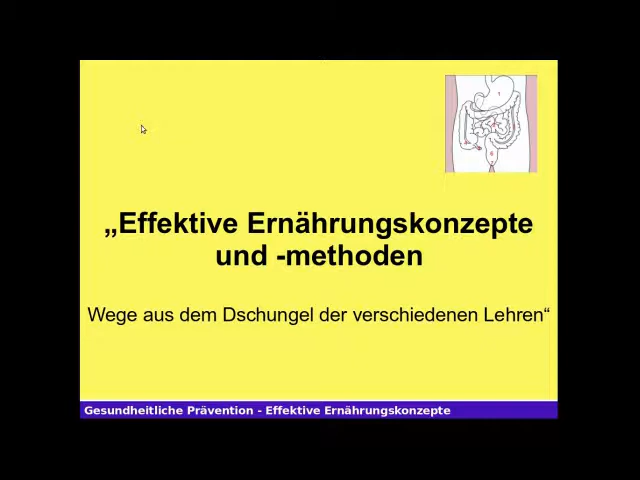 „Effektive Ernährungskonzepte
und -methoden
Wege aus dem Dschungel der verschiedenen Lehren“
Gesundheitliche Prävention - Effektive Ernährungskonzepte